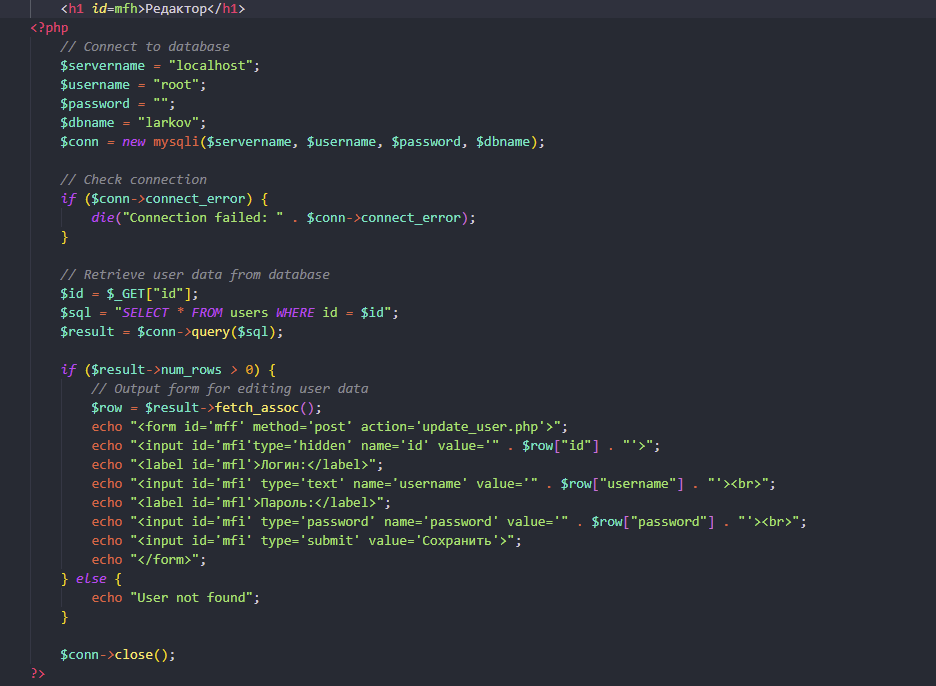 <h1 id=mfh>Редактор</h1>
<?php
// Connect to database
$servername = "localhost";
$username = "root";
$password = "";
$dbname = "larkov";
$conn = new mysqli($servername, $username, $password, $dbname);
// Check connection
if ($conn->connect_error) {
die("Connection failed: " . $conn->connect_error);
}
// Retrieve user data from database
$id = $_GET["id"];
$sql = "SELECT * FROM users WHERE id = $id";
$result = $conn->query($sql);
if ($result->num_rows > 0) {
// Output form for editing user data
$row = $result->fetch_assoc();
echo "<form id='mff' method='post' action='update_user.php'>";
echo "<input id='mfi'type='hidden' name='id' value='" . $row["id"] . "'>";
echo "<label id='mfl'>Логин:</label>";
echo "<input id='mfi' type='text' name='username' value='" . $row["username"] . "'><br>";
echo "<label id='mfl'>Пароль:</label>";
echo "<input id='mfi' type='password' name='password' value='" . $row["password"] . "'><br>";
echo "<input id='mfi' type='submit' value='Сохранить'>";
echo "</form>";
} else {
echo "User not found";
}
$conn->close();
?>